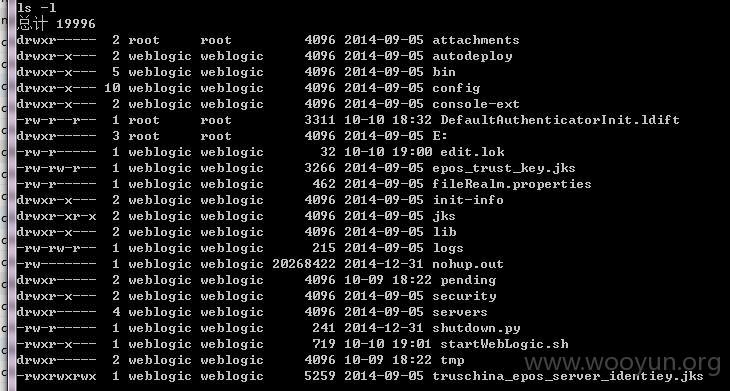 ls -l
总计 19996
drwxr----- 2 root root 4096 2014-09-05 attachments
drwxr-x--- 2 weblogic weblogic 4096 2014-09-05 autodeploy
drwxr-x--- 5 weblogic weblogic 4096 2014-09-05 bin
drwxr-x--- 10 weblogic weblogic 4096 2014-09-05 config
drwxr-x--- 2 weblogic weblogic 4096 2014-09-05 console-ext
-rw-r--r-- 1 root root 3311 10-10 18:32 DefaultAuthenticatorInit.ldift
drwxr----- 3 root root 4096 2014-09-05 E:
-rw-r----- 1 weblogic weblogic 32 10-10 19:00 edit.lok
-rw-rw-r-- 1 weblogic weblogic 3266 2014-09-05 epos_trust_key.jks
-rw-r----- 1 weblogic weblogic 462 2014-09-05 fileRealm.properties
drwxr-x--- 2 weblogic weblogic 4096 2014-09-05 init-info
drwxr-xr-x 2 weblogic weblogic 4096 2014-09-05 jks
drwxr-x--- 2 weblogic weblogic 4096 2014-09-05 lib
-rw-rw-r-- 1 weblogic weblogic 215 2014-09-05 logs
-rw------- 1 weblogic weblogic 20268422 2014-12-31 nohup.out
drwxr----- 2 weblogic weblogic 4096 10-09 18:22 pending
drwxr-x--- 2 weblogic weblogic 4096 2014-09-05 security
drwxr----- 4 weblogic weblogic 4096 2014-09-05 servers
-rw-r----- 1 weblogic weblogic 241 2014-12-31 shutdown.py
-rwxr-x--- 1 weblogic weblogic 719 10-10 19:01 startWebLogic.sh
drwxr-x--- 2 weblogic weblogic 4096 10-09 18:22 tmp
-rwxrwxrwx 1 weblogic weblogic 5259 2014-09-05 truschina_epos_server_identiey.jks
www.wooyun.org